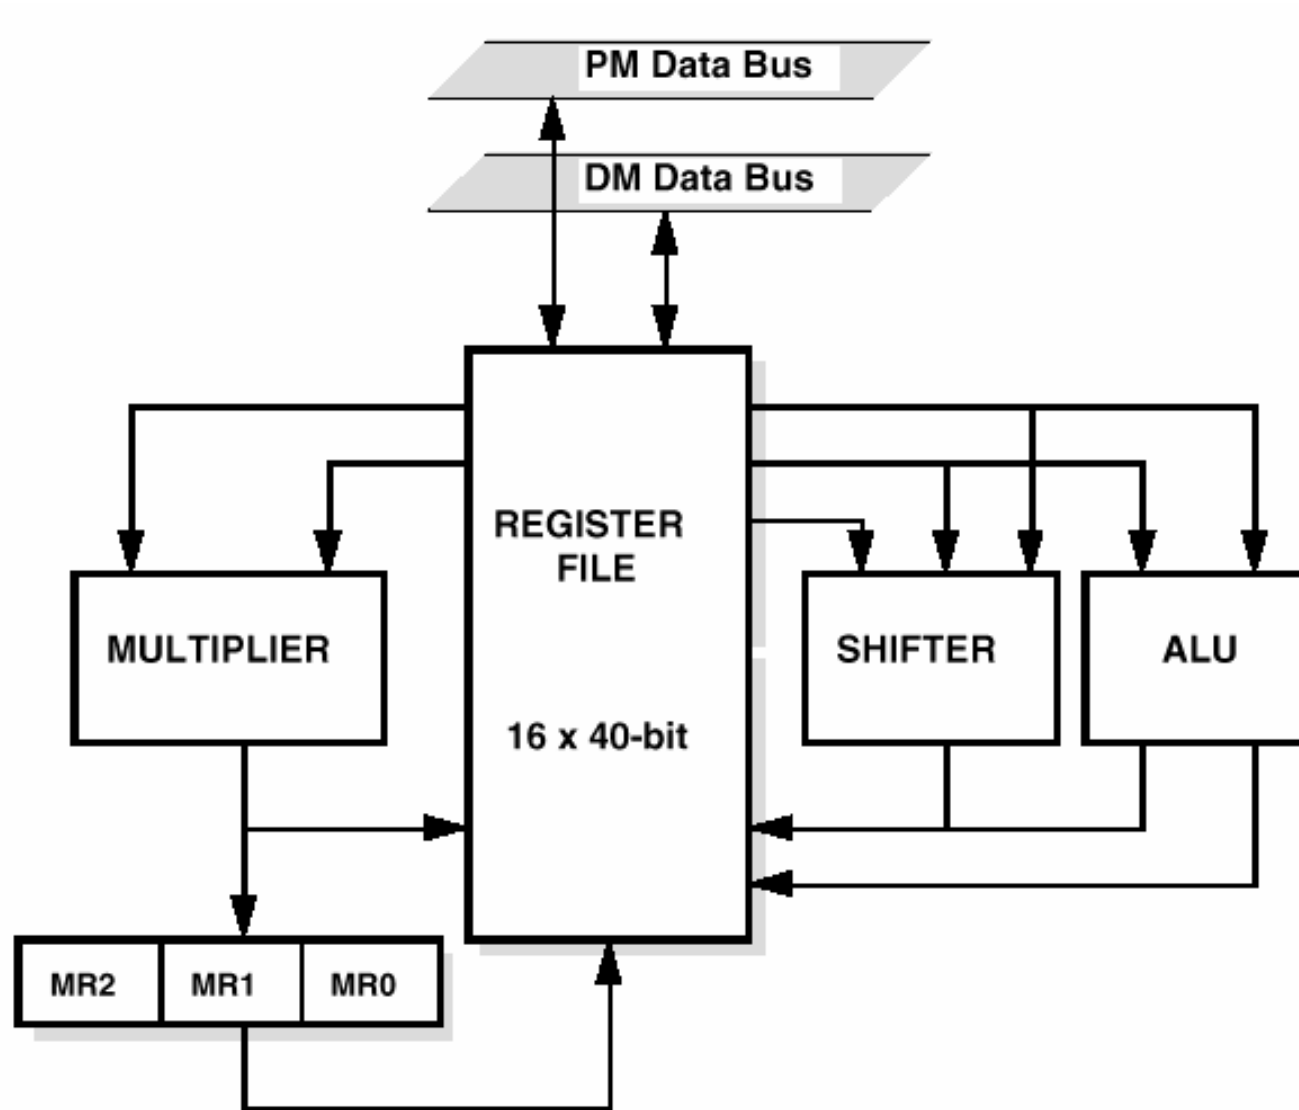 PM Data Bus
DM Data Bus
REGISTER
FILE
16 x 40-bit
MULTIPLIER
SHIFTER
ALU
MR2
MR1
MR0